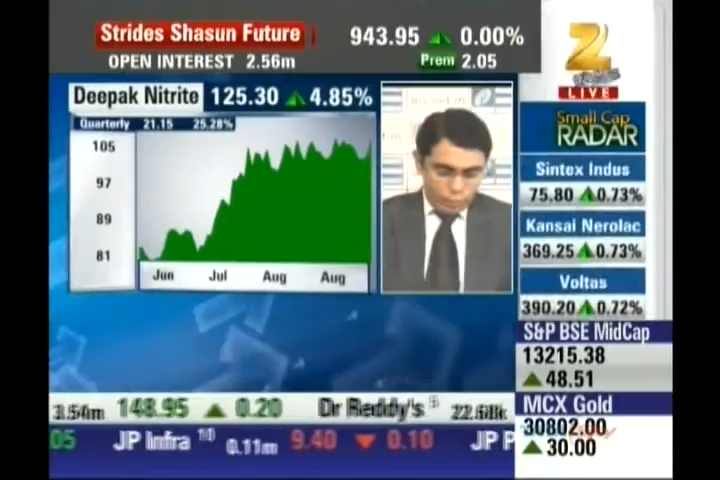 Strides Shasun Future 943.95 0.00%
OPEN INTEREST 2.56m Prem 2.05
LIVE
Deepak Nitrite 125.30 4.85%
Quarterly 21.15 25.28%
105
97
89
81
Jun Jul Aug Aug
Small Cap
RADAR
Sintex Indus
75.80 0.73%
Kansai Nerolac
369.25 0.73%
Voltas
390.20 0.72%
S&P BSE MidCap
13215.38
48.51
MCX Gold
30802.00
30.00
3.54m 148.95 0.20 Dr Reddy's S 22.68k
05 JP Infra 10 0.11m 9.40 0.10 JP P